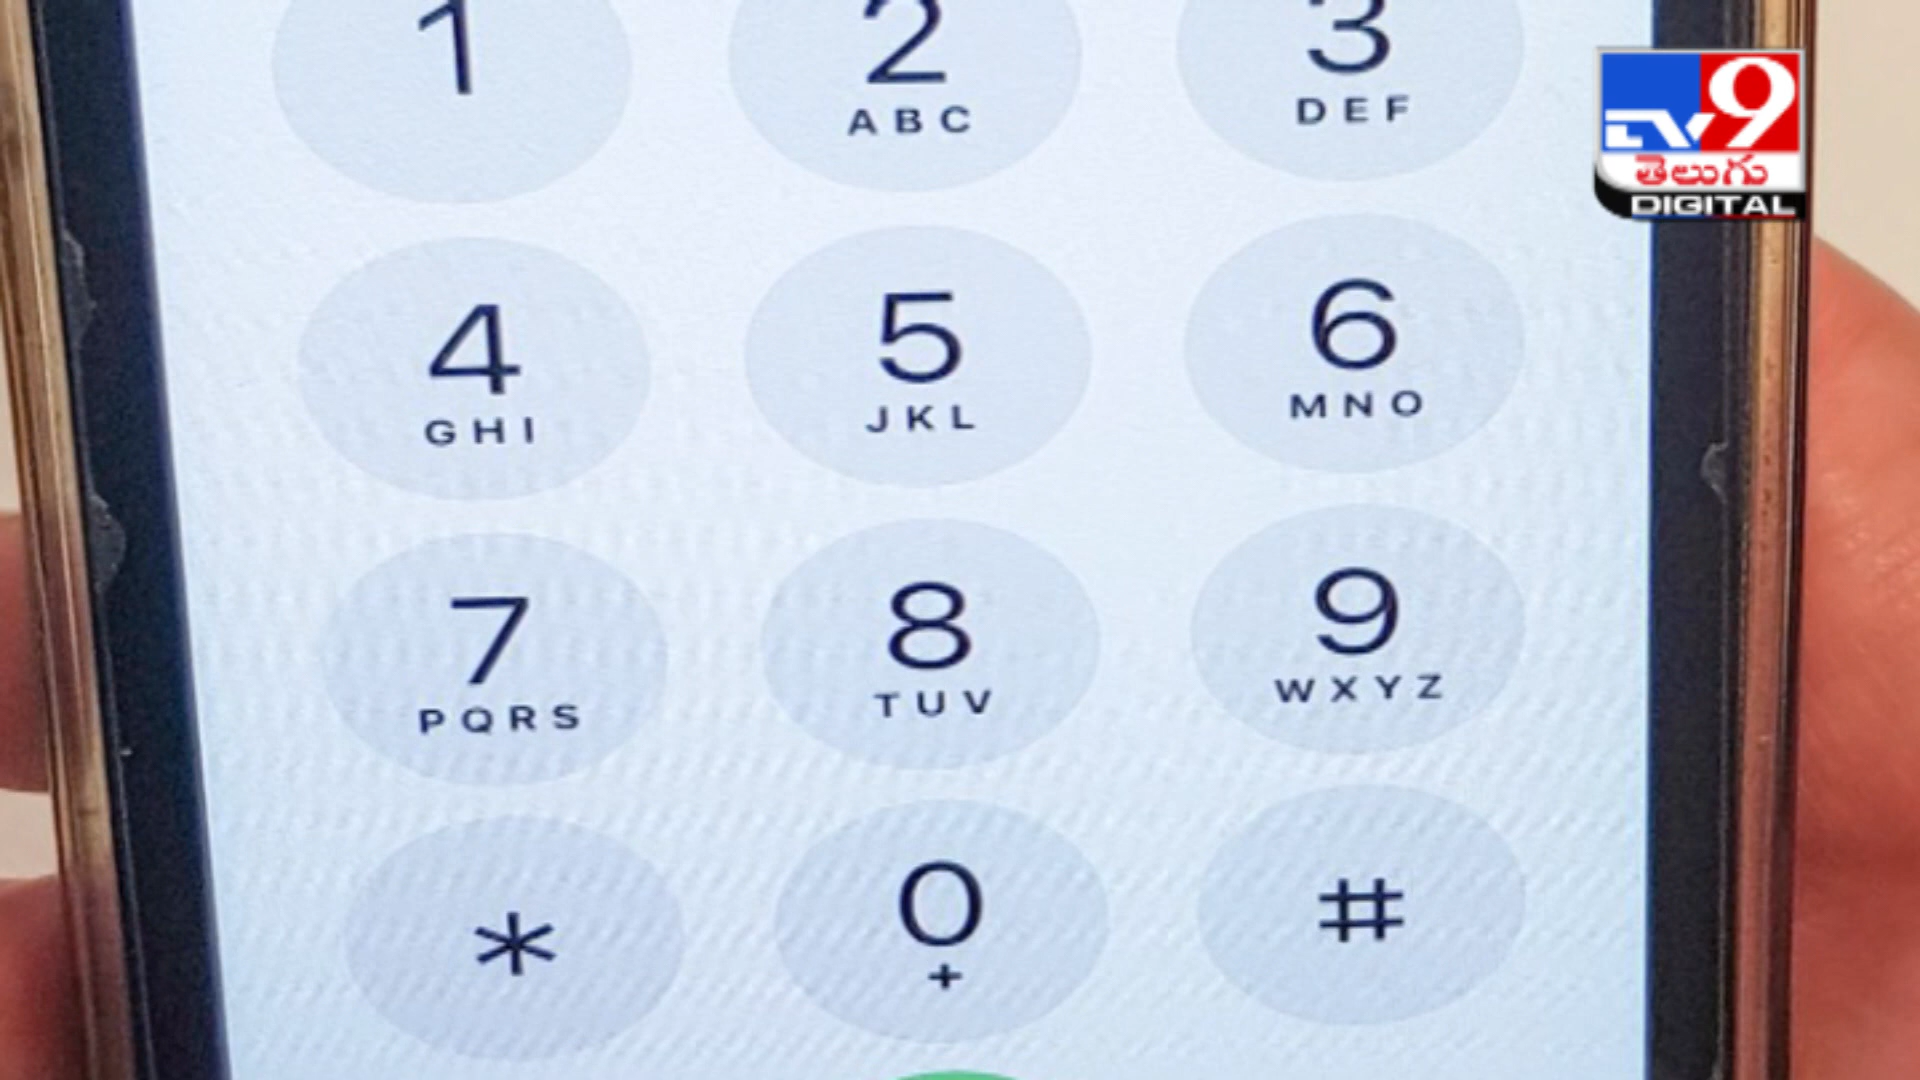 1 2 3
ABC DEF
TV9
తెలుగు
DIGITAL
4 5 6
GHI JKL MNO
7 8 9
PQRS TUV WXYZ
* 0 #
+